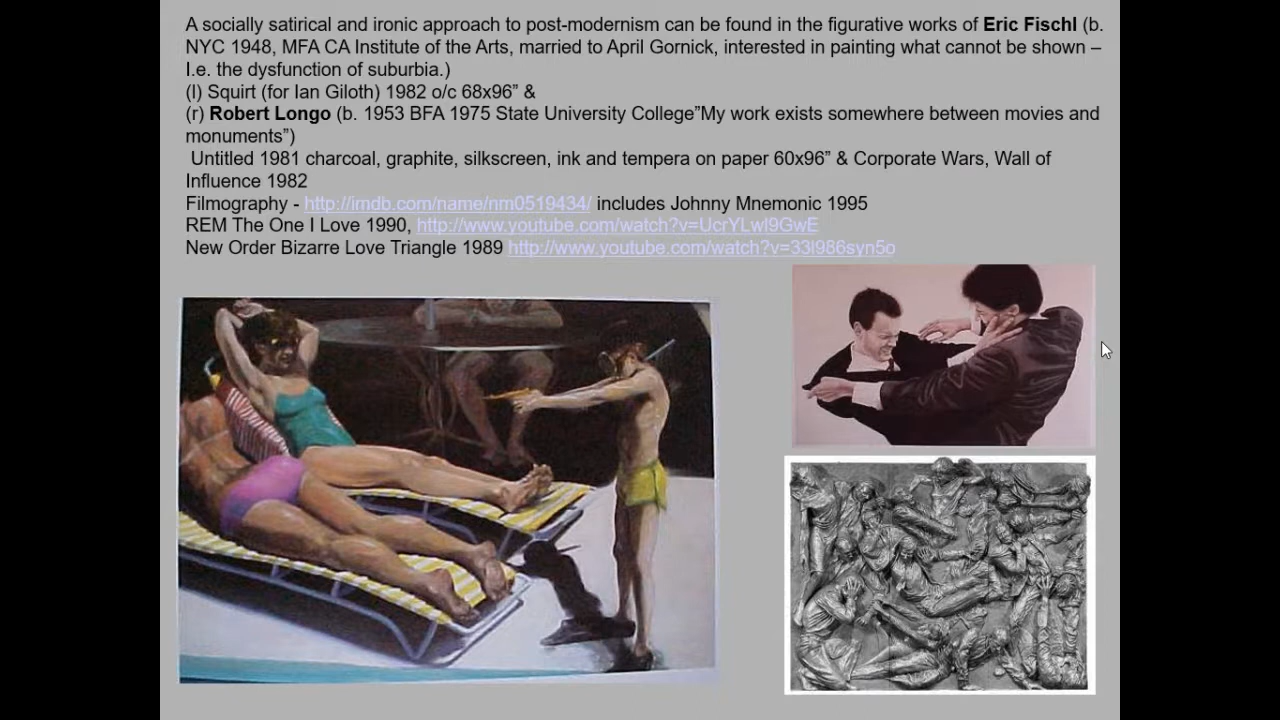 A socially satirical and ironic approach to post-modernism can be found in the figurative works of Eric Fischl (b.
NYC 1948, MFA CA Institute of the Arts, married to April Gornick, interested in painting what cannot be shown –
I.e. the dysfunction of suburbia.)
(l) Squirt (for Ian Giloth) 1982 o/c 68x96” &
(r) Robert Longo (b. 1953 BFA 1975 State University College”My work exists somewhere between movies and
monuments”)
Untitled 1981 charcoal, graphite, silkscreen, ink and tempera on paper 60x96” & Corporate Wars, Wall of
Influence 1982
Filmography - http://imdb.com/name/nm0519434/ includes Johnny Mnemonic 1995
REM The One I Love 1990, http://www.youtube.com/watch?v=UcrYLwl9GwE
New Order Bizarre Love Triangle 1989 http://www.youtube.com/watch?v=33I986syn5o